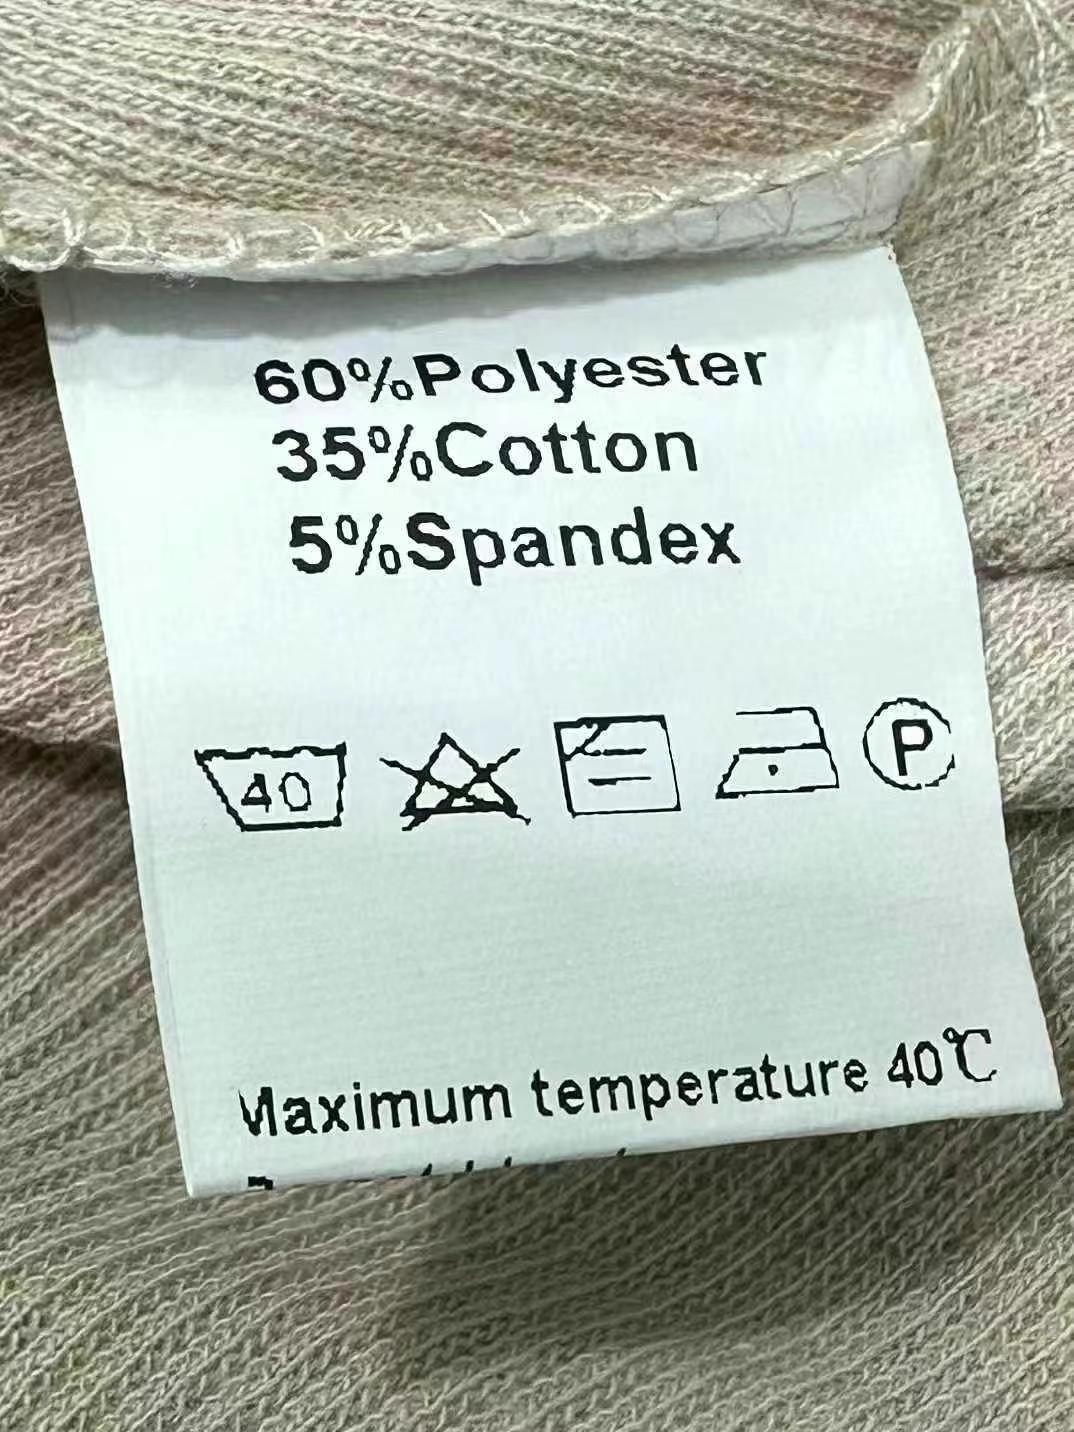 60%Polyester
35%Cotton
5%Spandex
40
P
Maximum temperature 40℃